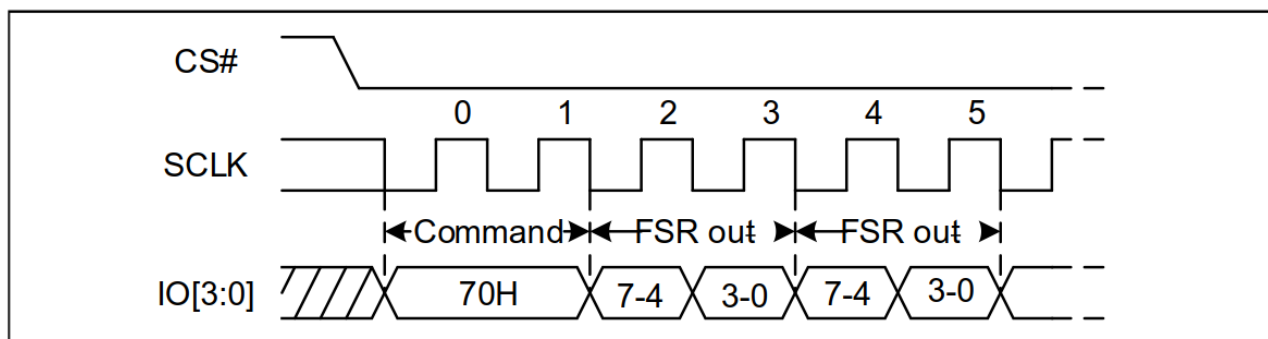 CS#
0 1 2 3 4 5
SCLK
Command FSR out FSR out
IO[3:0] 70H 7-4 3-0 7-4 3-0